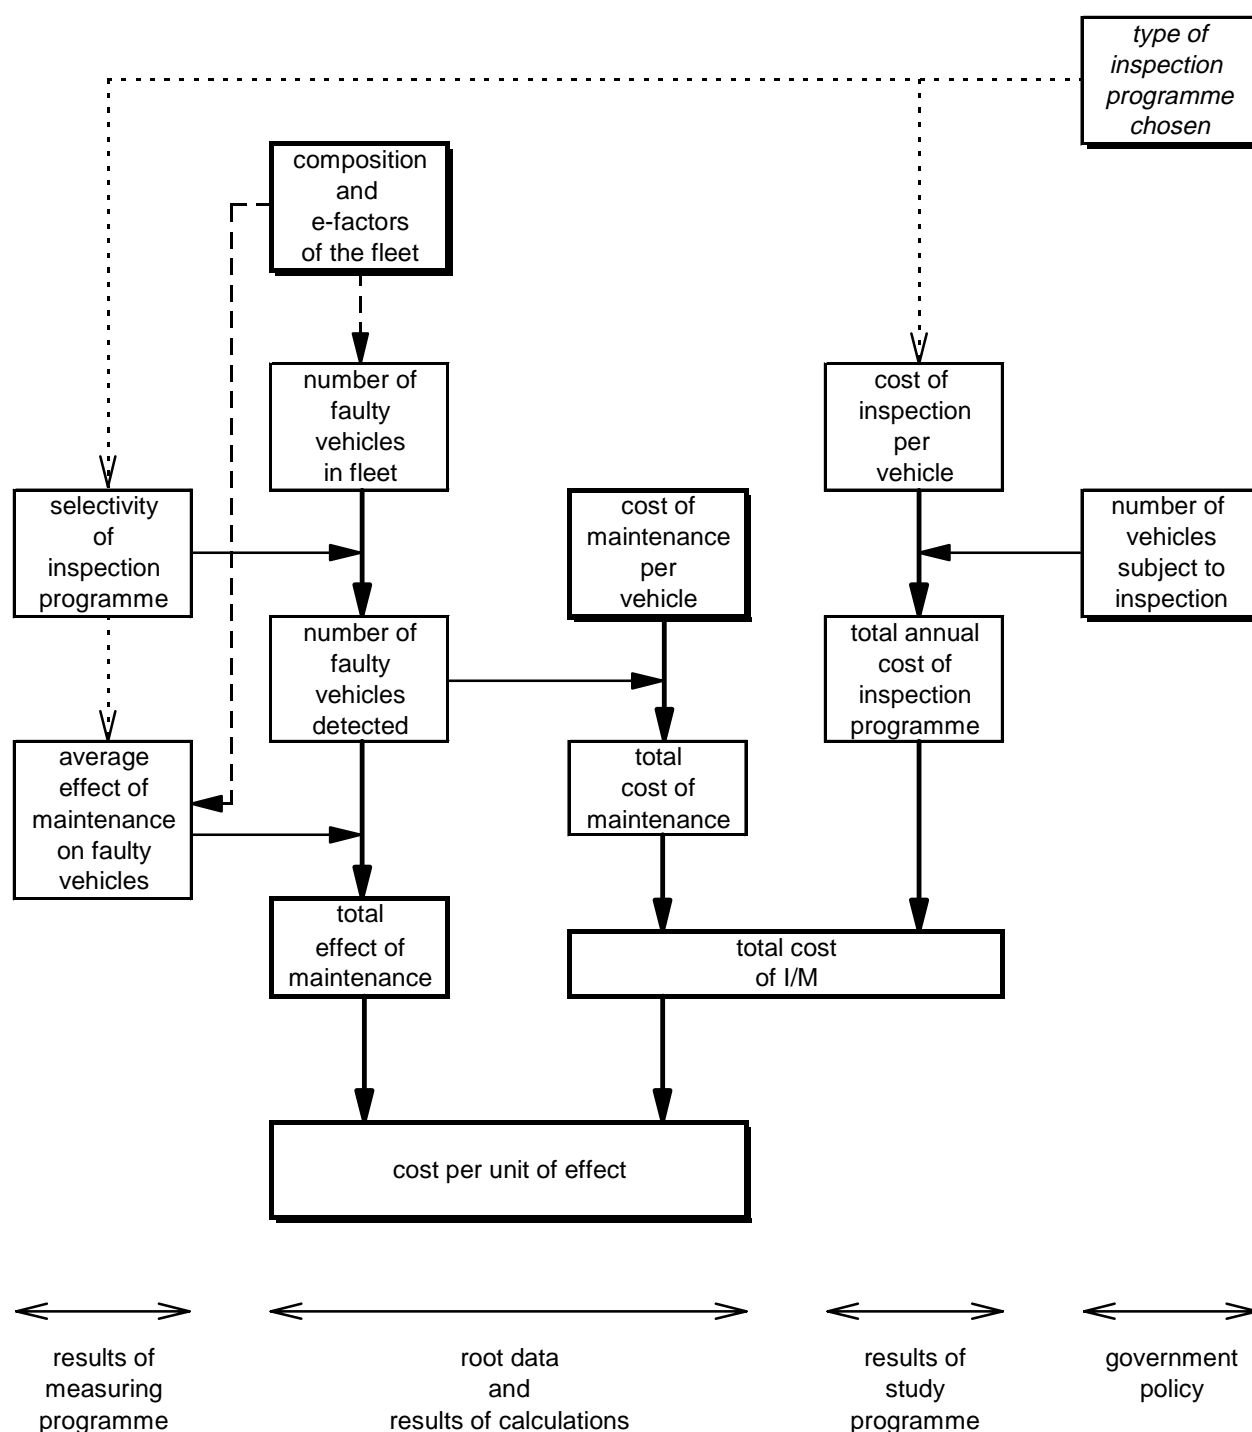 type of
inspection
programme
chosen
composition
and
e-factors
of the fleet
number of
faulty
vehicles
in fleet
cost of
inspection
per
vehicle
selectivity
of
inspection
programme
cost of
maintenance
per
vehicle
number of
vehicles
subject to
inspection
number of
faulty
vehicles
detected
total annual
cost of
inspection
programme
average
effect of
maintenance
on faulty
vehicles
total
cost of
maintenance
total
effect of
maintenance
total cost
of I/M
cost per unit of effect
results of
measuring
programme
root data
and
results of calculations
results of
study
programme
government
policy